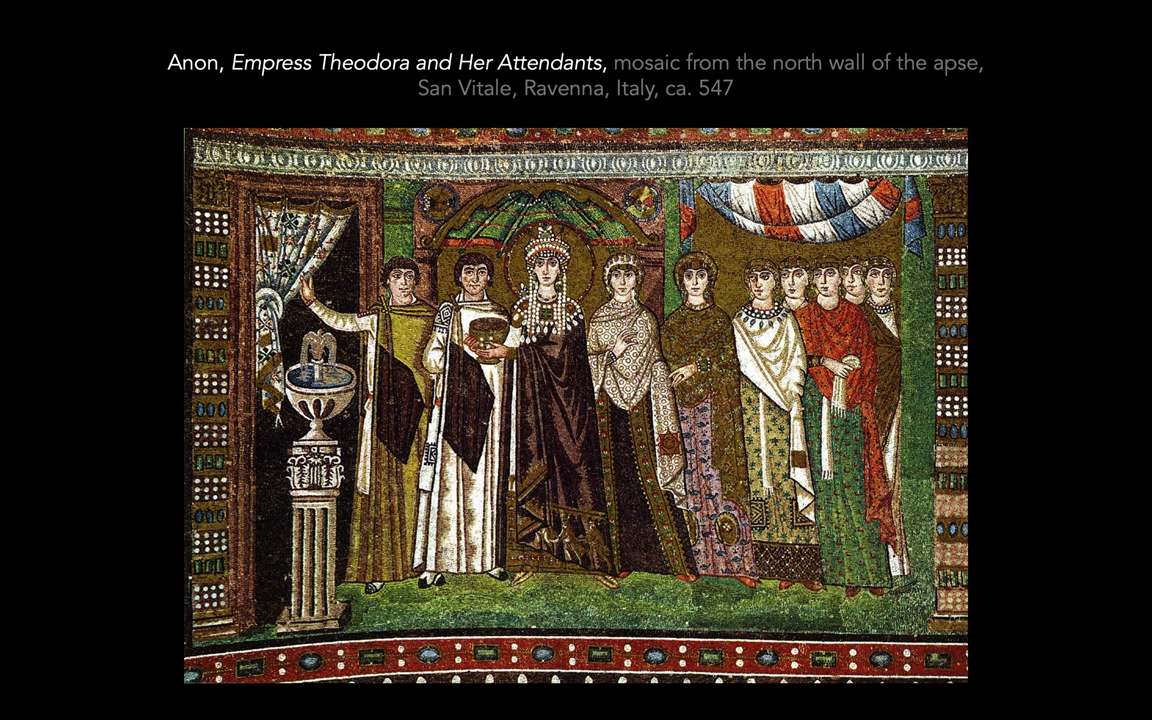 Anon, Empress Theodora and Her Attendants, mosaic from the north wall of the apse,
San Vitale, Ravenna, Italy, ca. 547